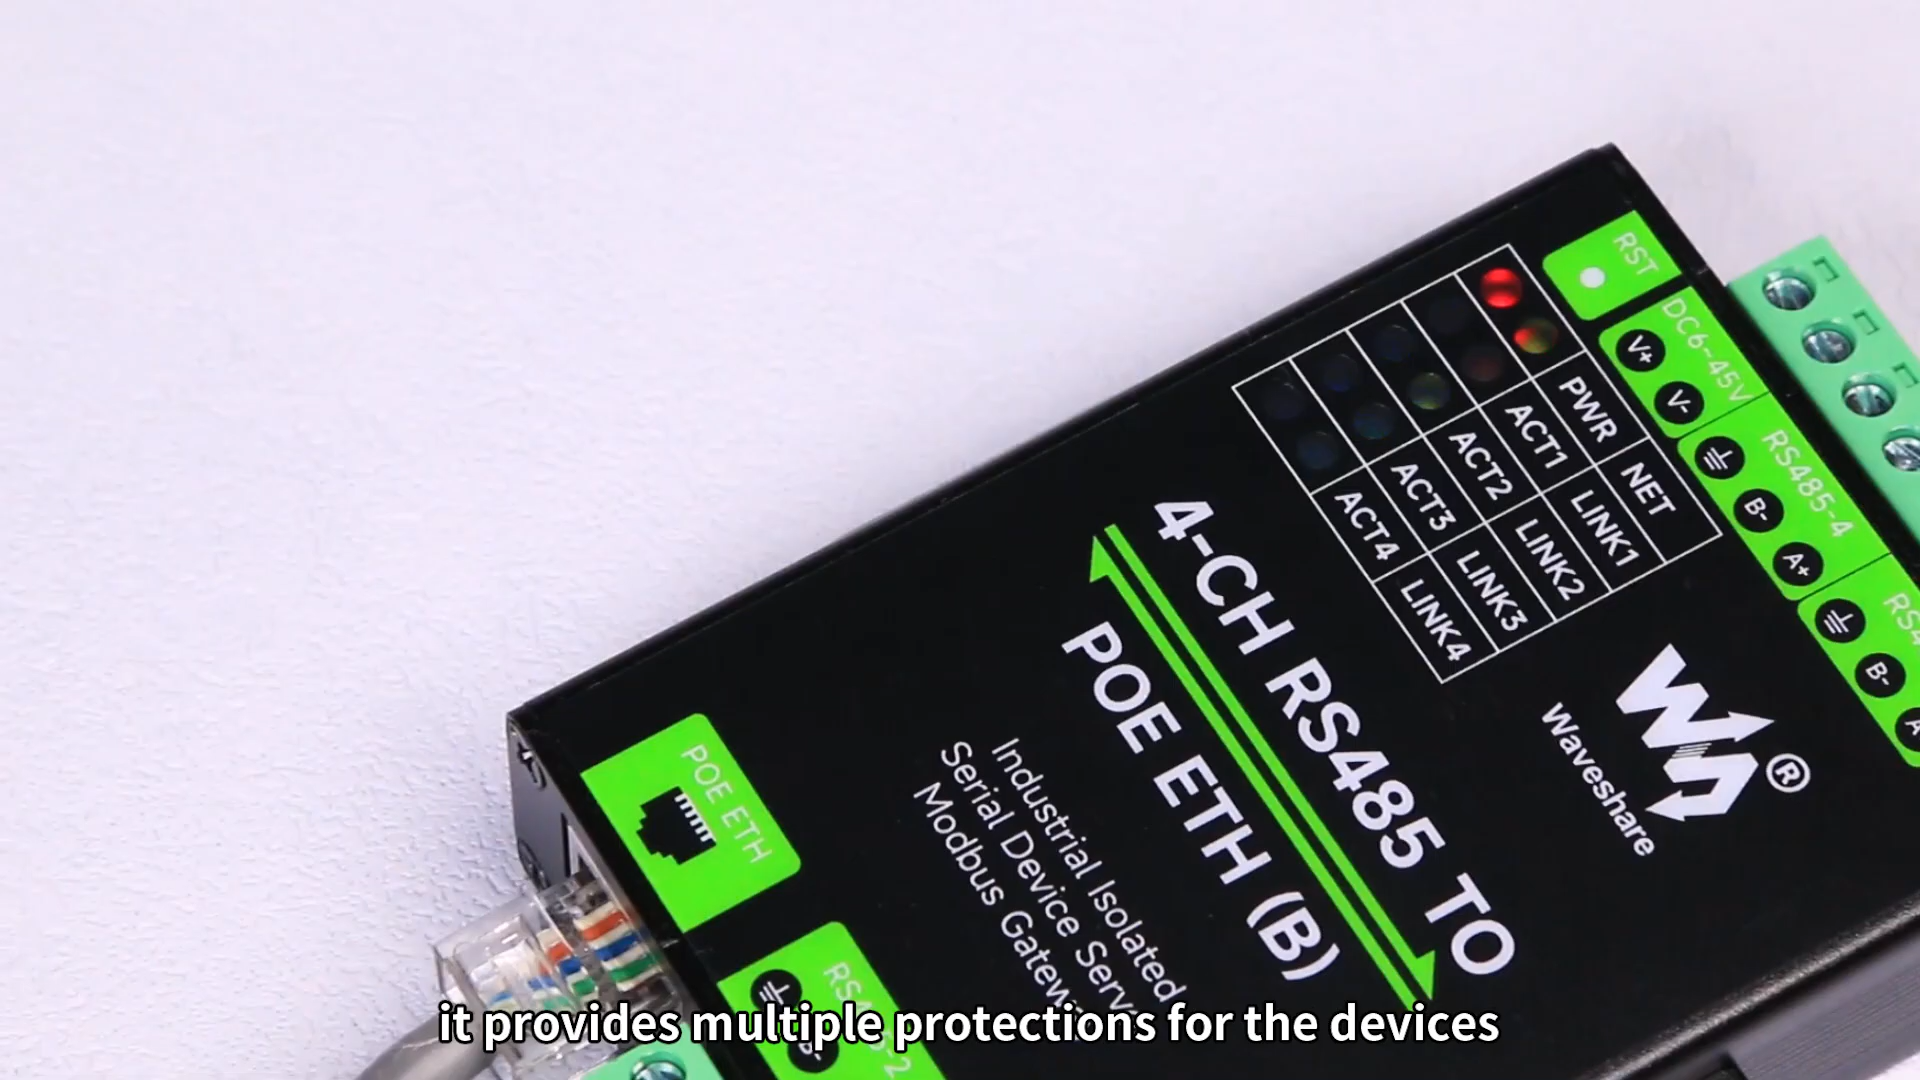 RST
DC6-45V
V+
V-
RS485-4
B-
A+
B-
PWR
NET
ACT1
LINK1
ACT2
LINK2
ACT3
LINK3
ACT4
LINK4
4-CH RS485 TO
POE ETH (B)
Industrial Isolated
Serial Device
Modbus
Waveshare
®
POE ETH
it provides multiple protections for the devices